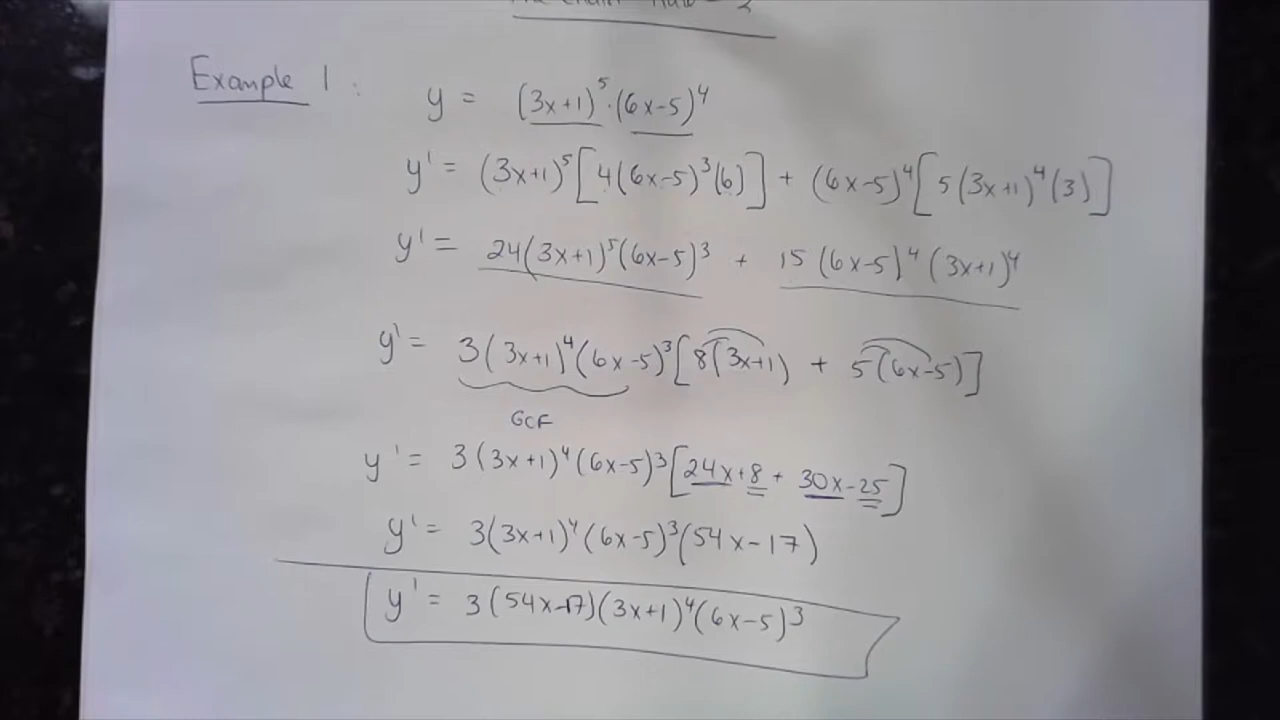 Example 1 :
y = (3x+1)⁵·(6x-5)⁴
y' = (3x+1)⁵[4(6x-5)³(6)] + (6x-5)⁴[5(3x+1)⁴(3)]
y' = 24(3x+1)⁵(6x-5)³ + 15(6x-5)⁴(3x+1)⁴
y' = 3(3x+1)⁴(6x-5)³[8(3x+1) + 5(6x-5)]
GCF
y' = 3(3x+1)⁴(6x-5)³[24x+8 + 30x-25]
y' = 3(3x+1)⁴(6x-5)³(54x-17)
y' = 3(54x-17)(3x+1)⁴(6x-5)³